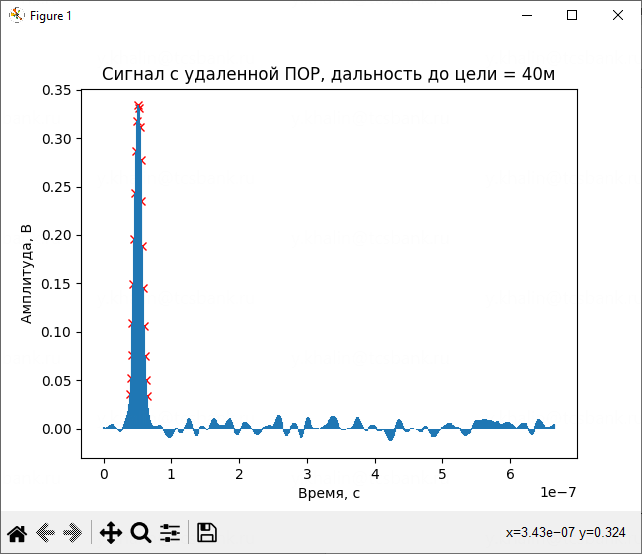 Figure 1
Сигнал с удаленной ПОР, дальность до цели = 40м
0.35
0.30
0.25
0.20
0.15
0.10
0.05
0.00
Амплитуда, В
0 1 2 3 4 5 6
Время, с
1e−7
x=3.43e−07 y=0.324